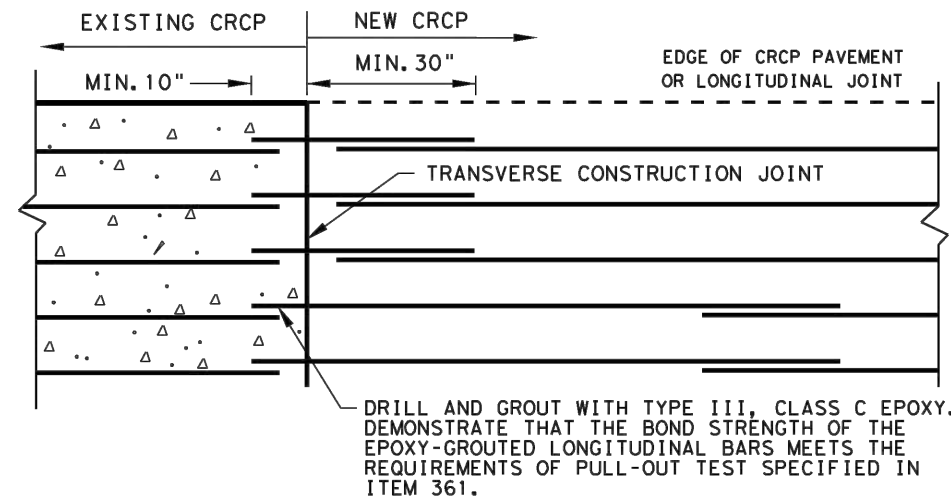 EXISTING CRCP
NEW CRCP
MIN. 10"
MIN. 30"
EDGE OF CRCP PAVEMENT
OR LONGITUDINAL JOINT
TRANSVERSE CONSTRUCTION JOINT
DRILL AND GROUT WITH TYPE III, CLASS C EPOXY.
DEMONSTRATE THAT THE BOND STRENGTH OF THE
EPOXY-GROUTED LONGITUDINAL BARS MEETS THE
REQUIREMENTS OF PULL-OUT TEST SPECIFIED IN
ITEM 361.